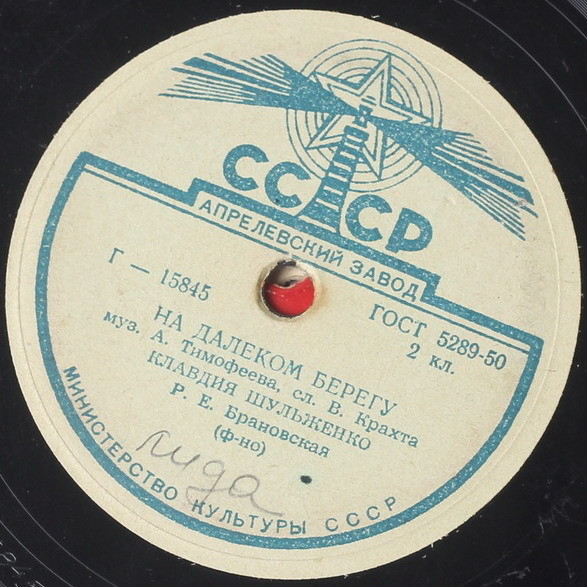 СССР
АПРЕЛЕВСКИЙ ЗАВОД
Г — 15845
ГОСТ 5289-50
2 кл.
НА ДАЛЕКОМ БЕРЕГУ
муз. А. Тимофеева, сл. В. Крахта
КЛАВДИЯ ШУЛЬЖЕНКО
Р. Е. Брановская
(ф-но)
лида
МИНИСТЕРСТВО КУЛЬТУРЫ СССР